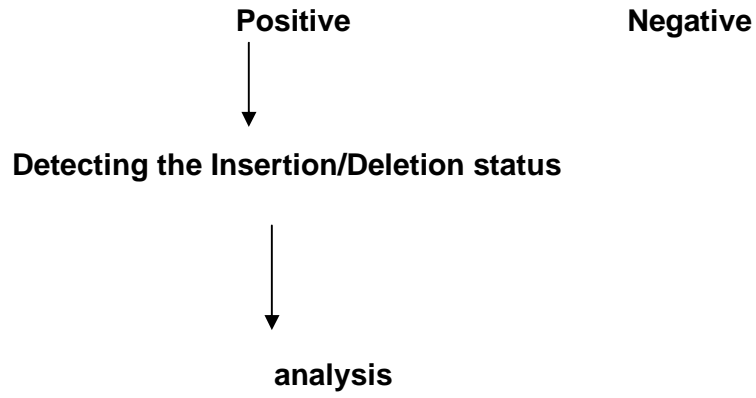 Positive Negative
Detecting the Insertion/Deletion status
analysis